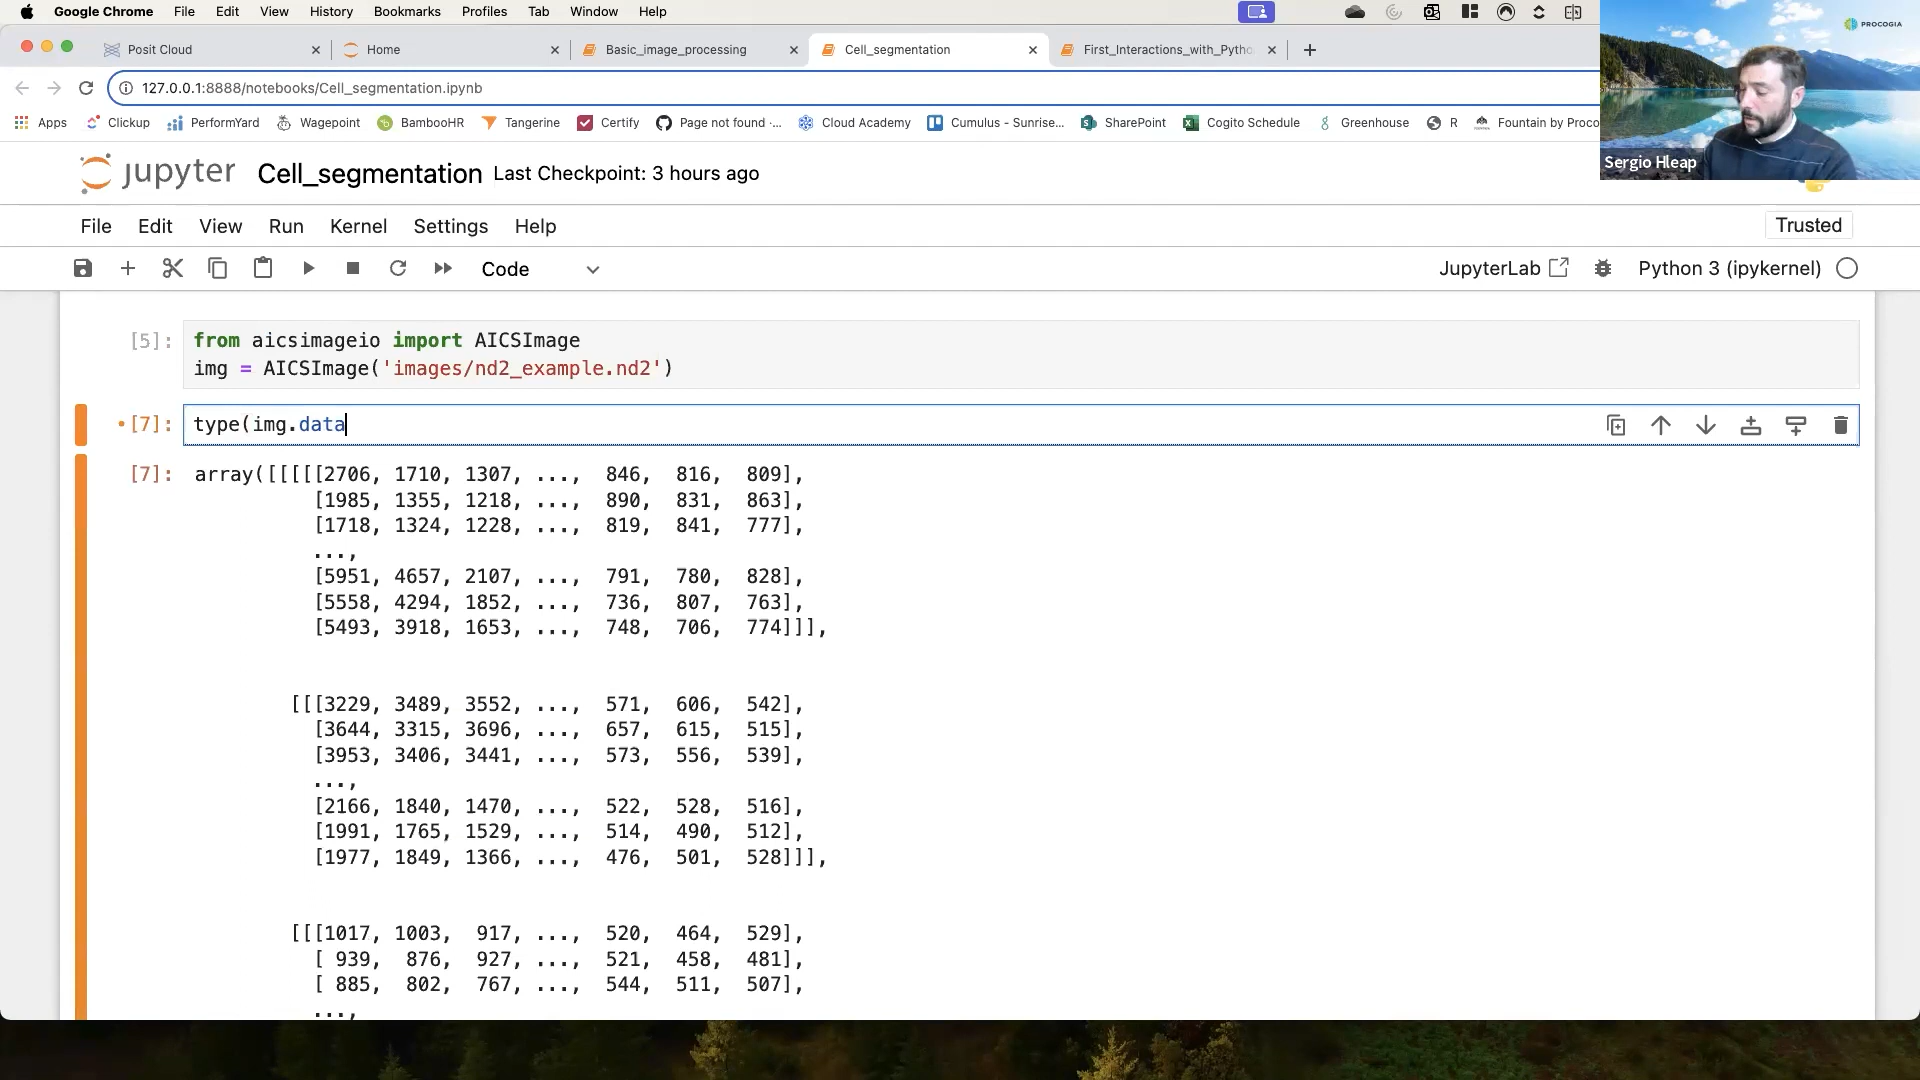 Google Chrome File Edit View History Bookmarks Profiles Tab Window Help
PROCOGIA
Posit Cloud Home Basic_image_processing Cell_segmentation First_Interactions_with_Pytho
127.0.0.1:8888/notebooks/Cell_segmentation.ipynb
Apps Clickup PerformYard Wagepoint BambooHR Tangerine Certify Page not found ·... Cloud Academy Cumulus - Sunrise... SharePoint Cogito Schedule Greenhouse R Fountain by Proco
Sergio Hleap
jupyter Cell_segmentation Last Checkpoint: 3 hours ago
File Edit View Run Kernel Settings Help Trusted
Code JupyterLab Python 3 (ipykernel)
[5]: from aicsimageio import AICSImage
img = AICSImage('images/nd2_example.nd2')
[7]: type(img.data
[7]: array([[[[[2706, 1710, 1307, ..., 846, 816, 809],
[1985, 1355, 1218, ..., 890, 831, 863],
[1718, 1324, 1228, ..., 819, 841, 777],
...,
[5951, 4657, 2107, ..., 791, 780, 828],
[5558, 4294, 1852, ..., 736, 807, 763],
[5493, 3918, 1653, ..., 748, 706, 774]]],
[[[3229, 3489, 3552, ..., 571, 606, 542],
[3644, 3315, 3696, ..., 657, 615, 515],
[3953, 3406, 3441, ..., 573, 556, 539],
...,
[2166, 1840, 1470, ..., 522, 528, 516],
[1991, 1765, 1529, ..., 514, 490, 512],
[1977, 1849, 1366, ..., 476, 501, 528]]],
[[[1017, 1003, 917, ..., 520, 464, 529],
[ 939, 876, 927, ..., 521, 458, 481],
[ 885, 802, 767, ..., 544, 511, 507],
...,